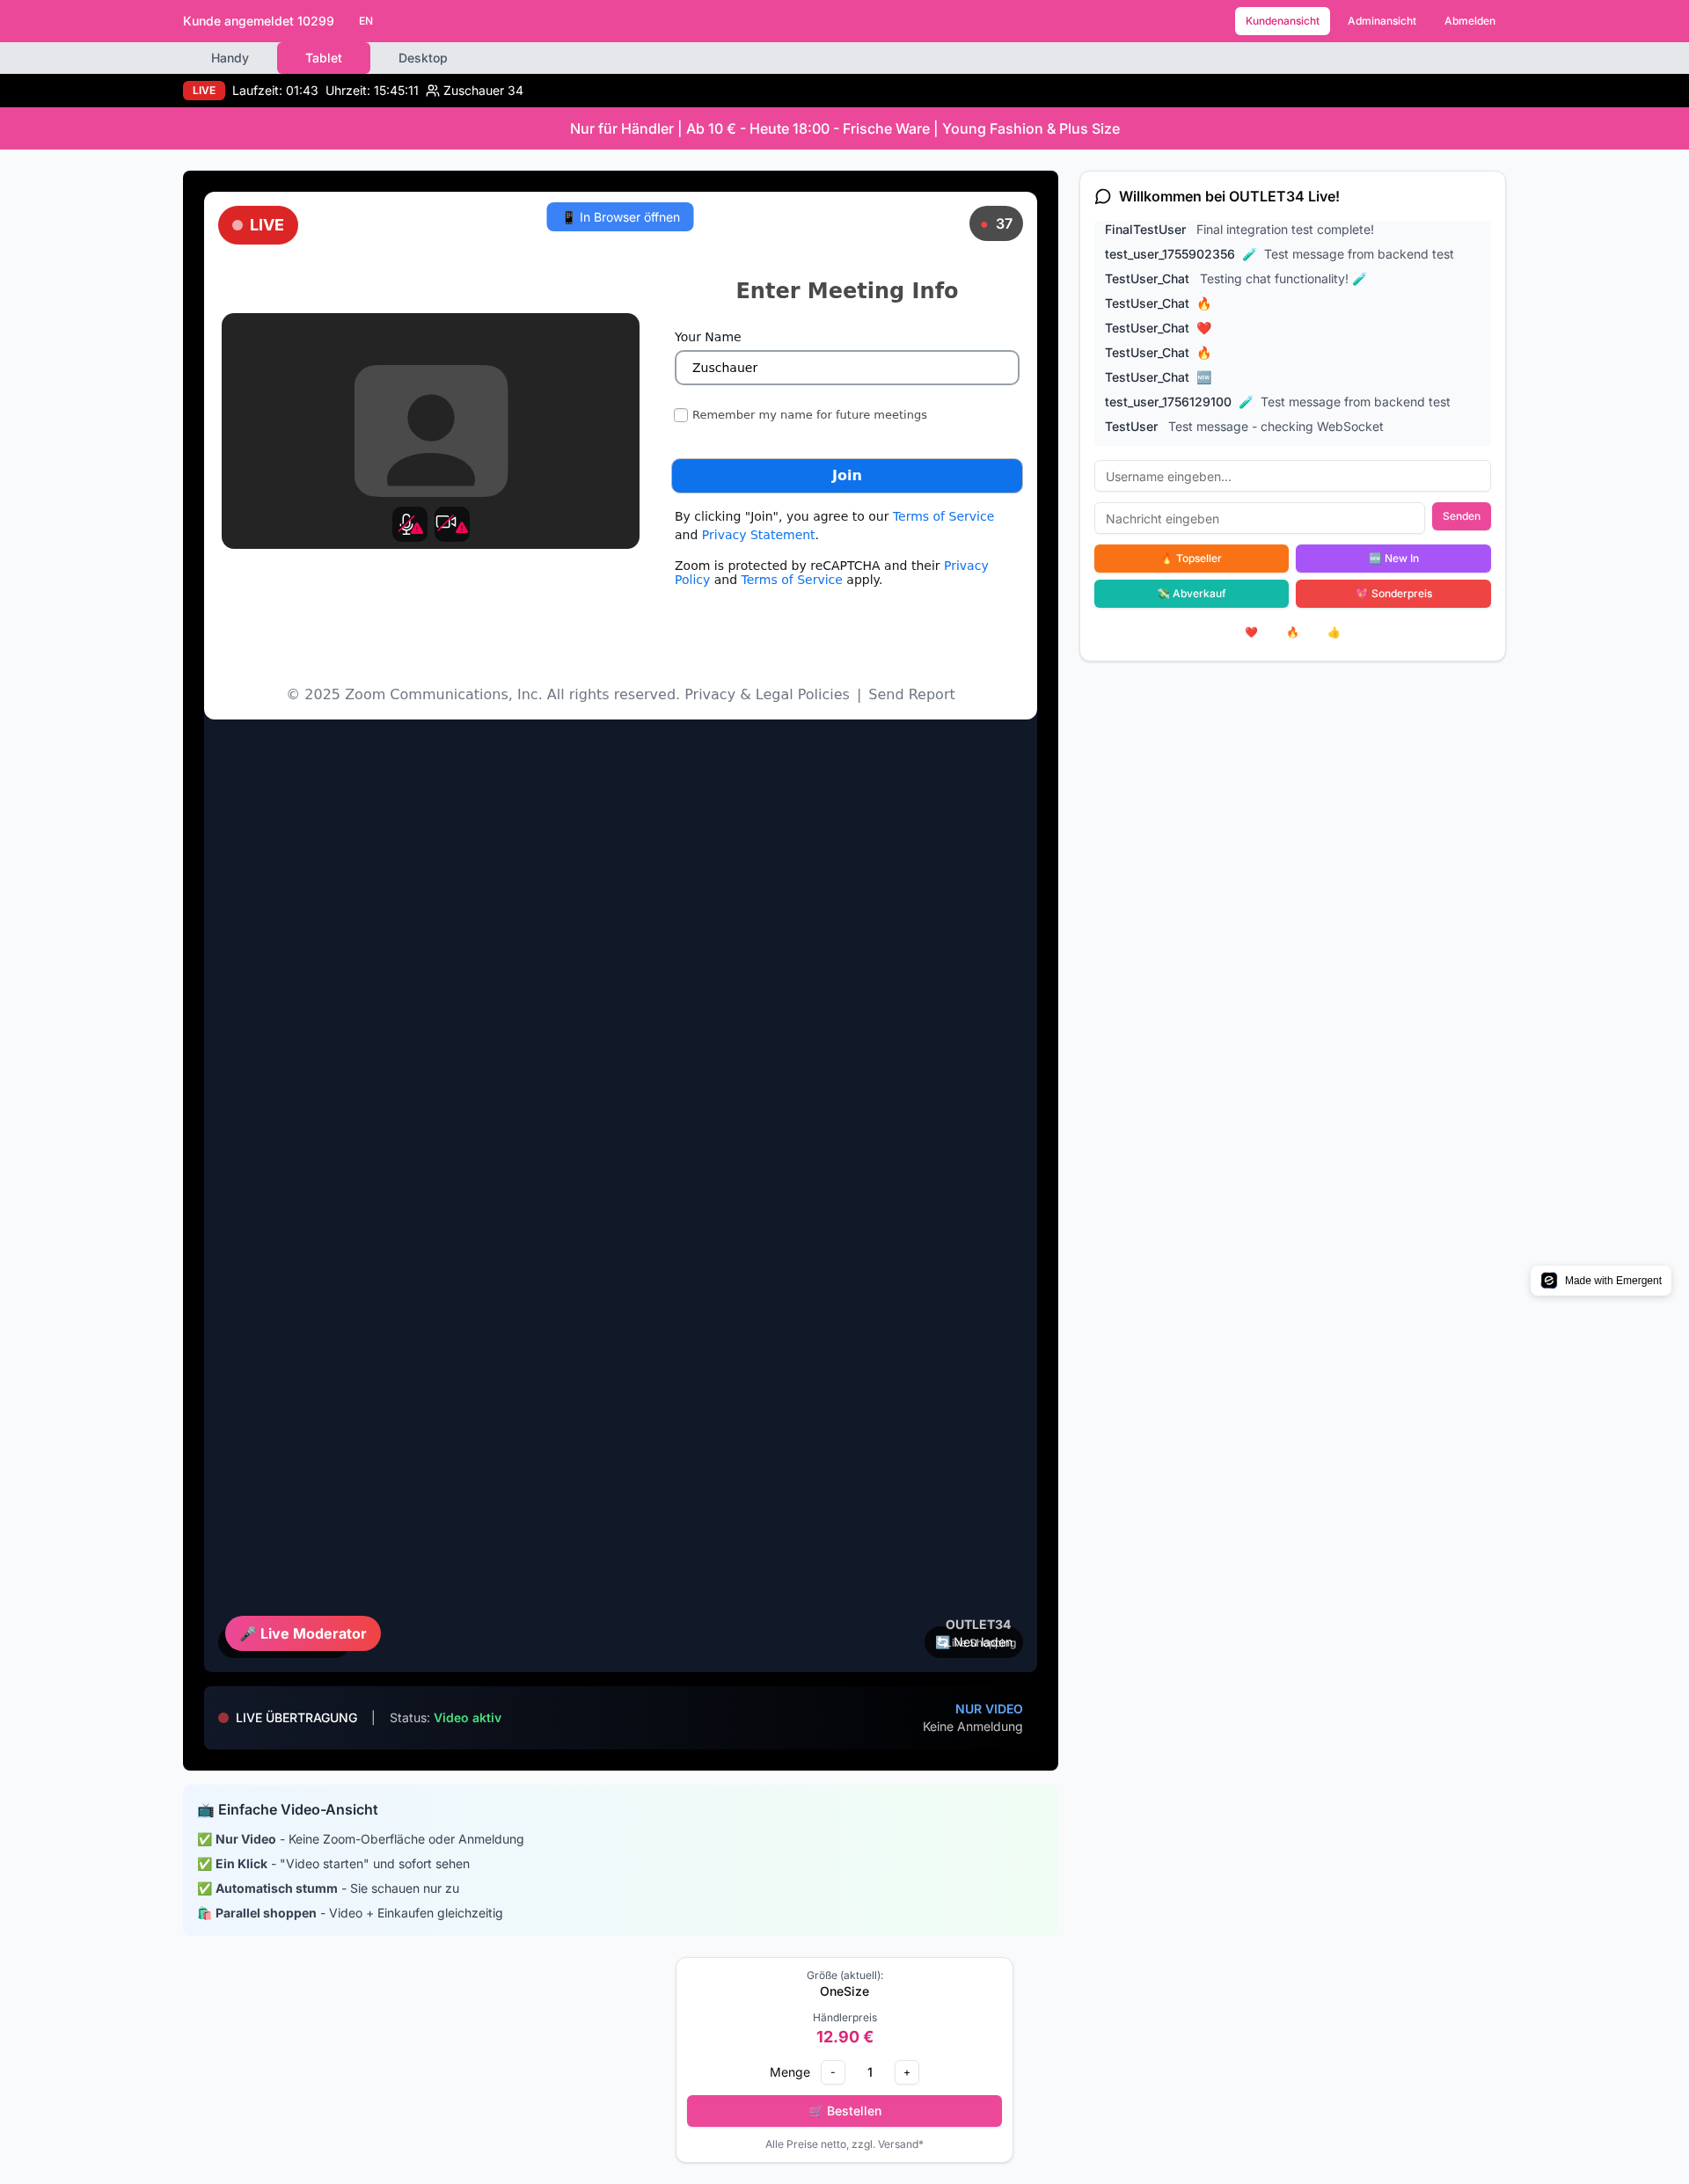 Kunde angemeldet 10299 EN Kundenansicht Adminansicht Abmelden
Handy Tablet Desktop
LIVE Laufzeit: 01:43 Uhrzeit: 15:45:11 Zuschauer 34
Nur für Händler | Ab 10 € - Heute 18:00 - Frische Ware | Young Fashion & Plus Size
LIVE
📱 In Browser öffnen
37
Enter Meeting Info
Your Name
Zuschauer
Remember my name for future meetings
Join
By clicking "Join", you agree to our Terms of Service
and Privacy Statement.
Zoom is protected by reCAPTCHA and their Privacy
Policy and Terms of Service apply.
© 2025 Zoom Communications, Inc. All rights reserved. Privacy & Legal Policies | Send Report
Willkommen bei OUTLET34 Live!
FinalTestUser Final integration test complete!
test_user_1755902356 🧪 Test message from backend test
TestUser_Chat Testing chat functionality! 🧪
TestUser_Chat 🔥
TestUser_Chat ❤️
TestUser_Chat 🔥
TestUser_Chat 🆕
test_user_1756129100 🧪 Test message from backend test
TestUser Test message - checking WebSocket
Username eingeben...
Nachricht eingeben Senden
🔥 Topseller 🆕 New In
💸 Abverkauf 💖 Sonderpreis
❤️ 🔥 👍
Made with Emergent
🎤 Live Moderator
OUTLET34
🔄 Neu laden
LIVE ÜBERTRAGUNG | Status: Video aktiv
NUR VIDEO
Keine Anmeldung
📺 Einfache Video-Ansicht
✅ Nur Video - Keine Zoom-Oberfläche oder Anmeldung
✅ Ein Klick - "Video starten" und sofort sehen
✅ Automatisch stumm - Sie schauen nur zu
🛍️ Parallel shoppen - Video + Einkaufen gleichzeitig
Größe (aktuell):
OneSize
Händlerpreis
12.90 €
Menge - 1 +
🛒 Bestellen
Alle Preise netto, zzgl. Versand*